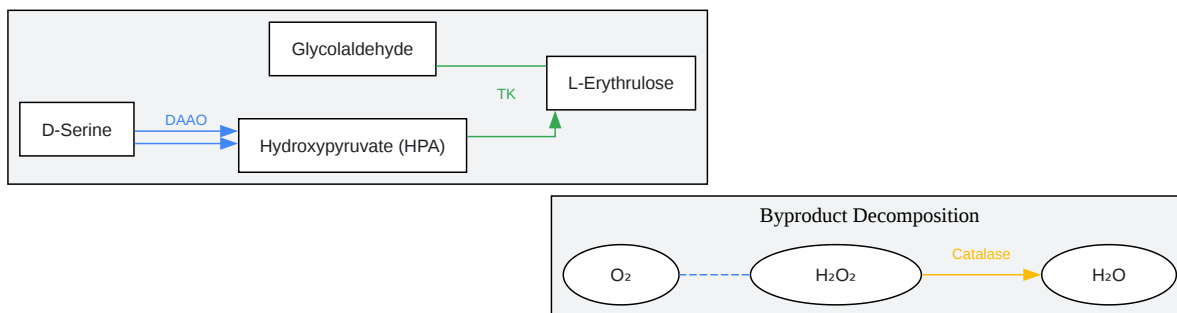 Glycolaldehyde
L-Erythrulose
TK
D-Serine
DAAO
Hydroxypyruvate (HPA)
Byproduct Decomposition
O₂
H₂O₂
Catalase
H₂O